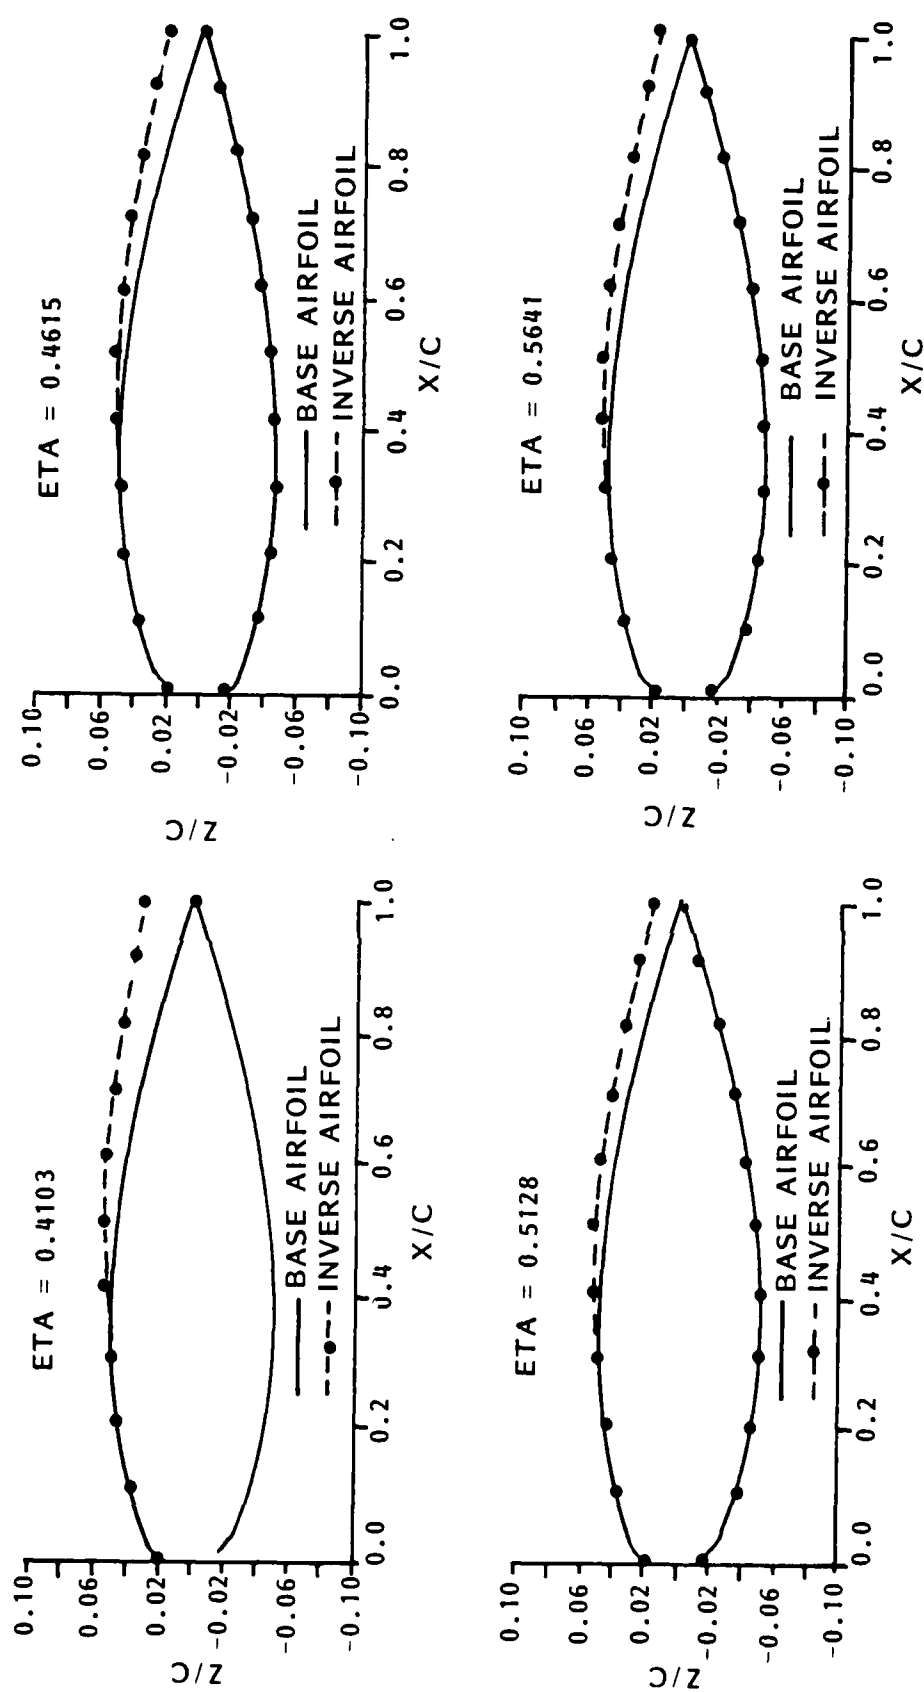 ETA = 0.4103
0.10
0.06
0.02
-0.02
-0.06
-0.10
Z/C
0.0
0.2
0.4
0.6
0.8
1.0
X/C
BASE AIRFOIL
INVERSE AIRFOIL
ETA = 0.4615
0.10
0.06
0.02
-0.02
-0.06
-0.10
Z/C
0.0
0.2
0.4
0.6
0.8
1.0
X/C
BASE AIRFOIL
INVERSE AIRFOIL
ETA = 0.5128
0.10
0.06
0.02
-0.02
-0.06
-0.10
Z/C
0.0
0.2
0.4
0.6
0.8
1.0
X/C
BASE AIRFOIL
INVERSE AIRFOIL
ETA = 0.5641
0.10
0.06
0.02
-0.02
-0.06
-0.10
Z/C
0.0
0.2
0.4
0.6
0.8
1.0
X/C
BASE AIRFOIL
INVERSE AIRFOIL